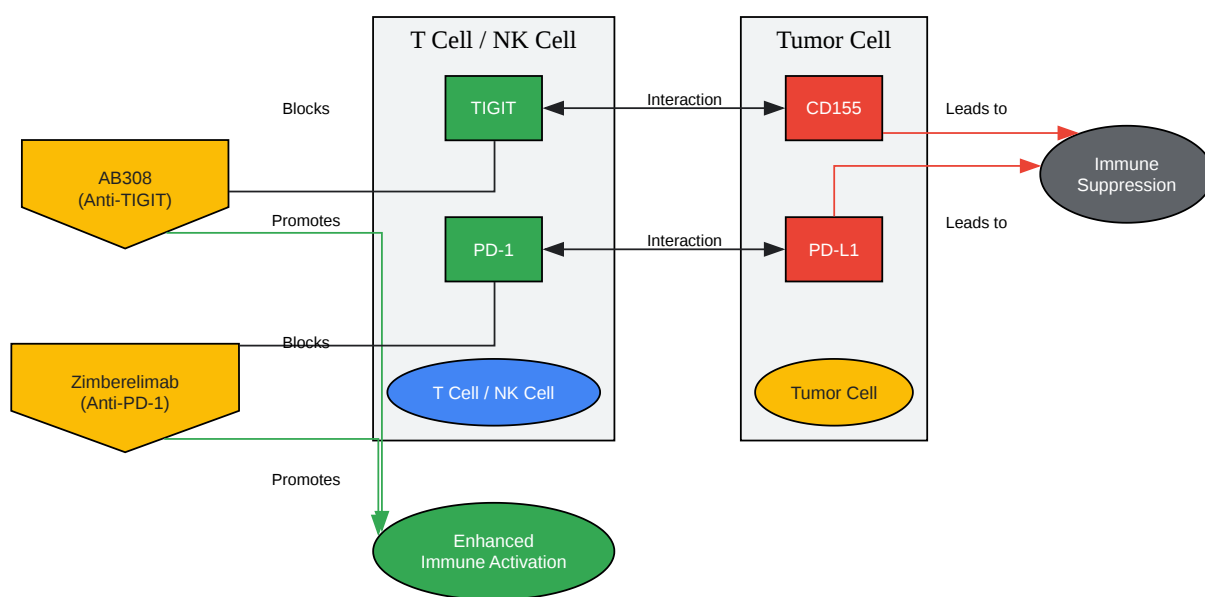 T Cell / NK Cell
Tumor Cell
TIGIT
Interaction
CD155
Blocks
Leads to
AB308
(Anti-TIGIT)
Immune
Suppression
Promotes
PD-1
Interaction
PD-L1
Leads to
Blocks
Zimberelimab
(Anti-PD-1)
T Cell / NK Cell
Tumor Cell
Promotes
Enhanced
Immune Activation